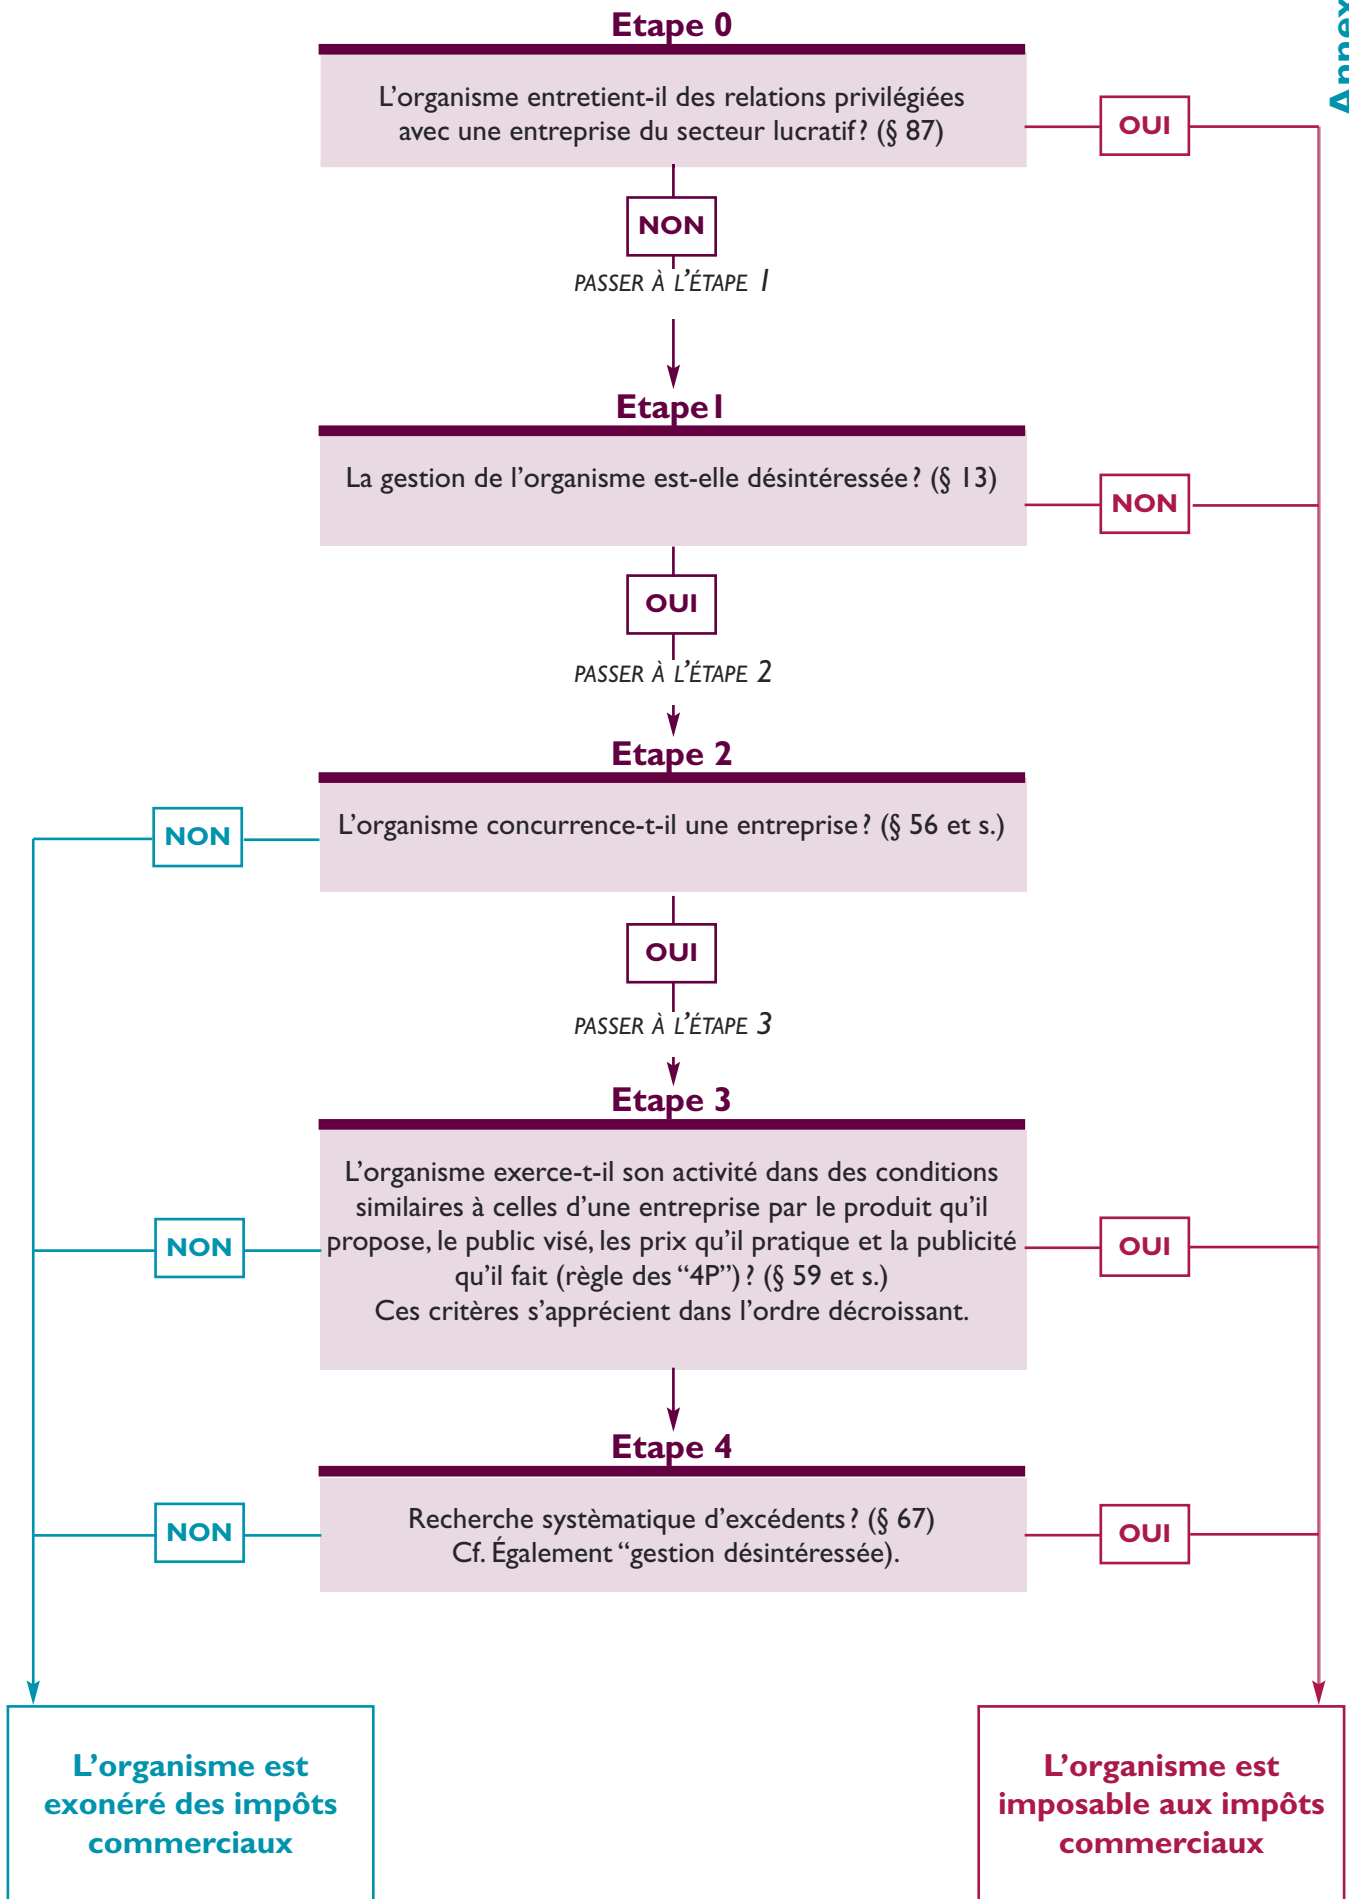 Annex
Etape 0
L’organisme entretient-il des relations privilégiées
avec une entreprise du secteur lucratif ? (§ 87)
OUI
NON
PASSER À L’ÉTAPE 1
Etape1
La gestion de l’organisme est-elle désintéressée ? (§ 13)
NON
OUI
PASSER À L’ÉTAPE 2
Etape 2
NON
L’organisme concurrence-t-il une entreprise ? (§ 56 et s.)
OUI
PASSER À L’ÉTAPE 3
Etape 3
L’organisme exerce-t-il son activité dans des conditions
similaires à celles d’une entreprise par le produit qu’il
propose, le public visé, les prix qu’il pratique et la publicité
qu’il fait (règle des “4P”) ? (§ 59 et s.)
Ces critères s’apprécient dans l’ordre décroissant.
NON
OUI
Etape 4
Recherche systèmatique d’excédents ? (§ 67)
Cf. Également “gestion désintéressée).
NON
OUI
L’organisme est
exonéré des impôts
commerciaux
L’organisme est
imposable aux impôts
commerciaux